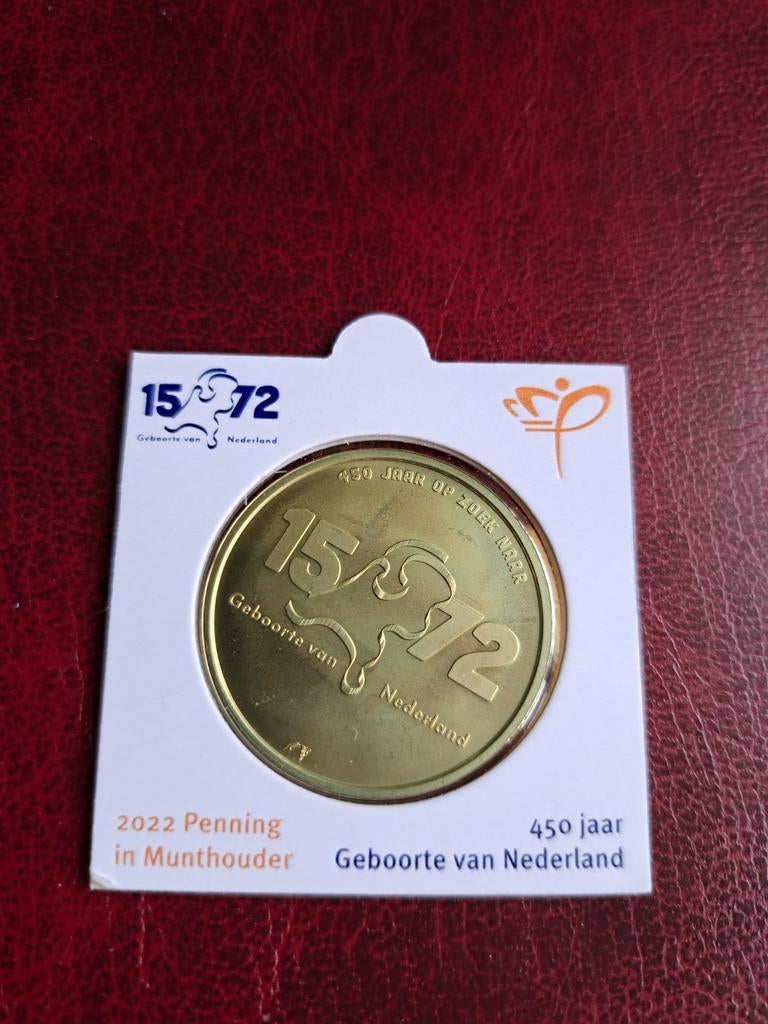 15 72
Geboorte van Nederland
450 JAAR OP ZOEK NAAR
15 72
Geboorte van
Nederland
2022 Penning
in Munthouder
450 jaar
Geboorte van Nederland